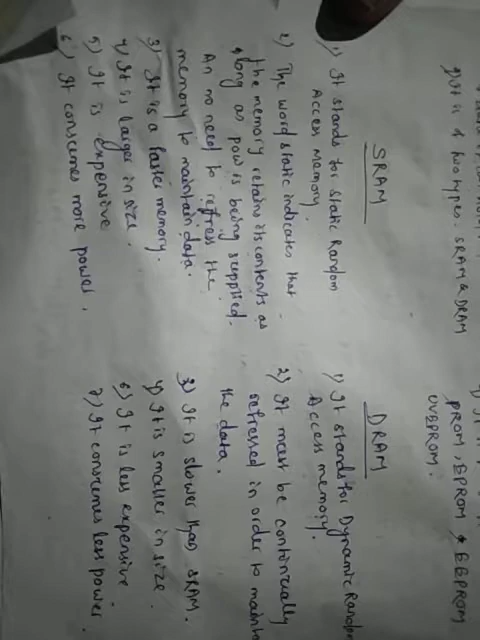 it is of two types. SRAM & DRAM
PROM, EPROM & EEPROM
UVEPROM.
SRAM
1) It stands for Static Random
Access Memory.
2) The word static indicates that
the memory retains its contents as
long as pow is being supplied.
An no need to refress the
memory to maintain data.
3) It is a faster memory.
4) It is larger in size.
5) It is expensive
6) It consumes more power.
DRAM
1) It stands for Dynamic Random
Access memory.
2) It must be continually
refressed in order to maintain
the data.
3) It is slower than SRAM.
4) It is smaller in size.
6) It is less expensive
7) It consumes less power.